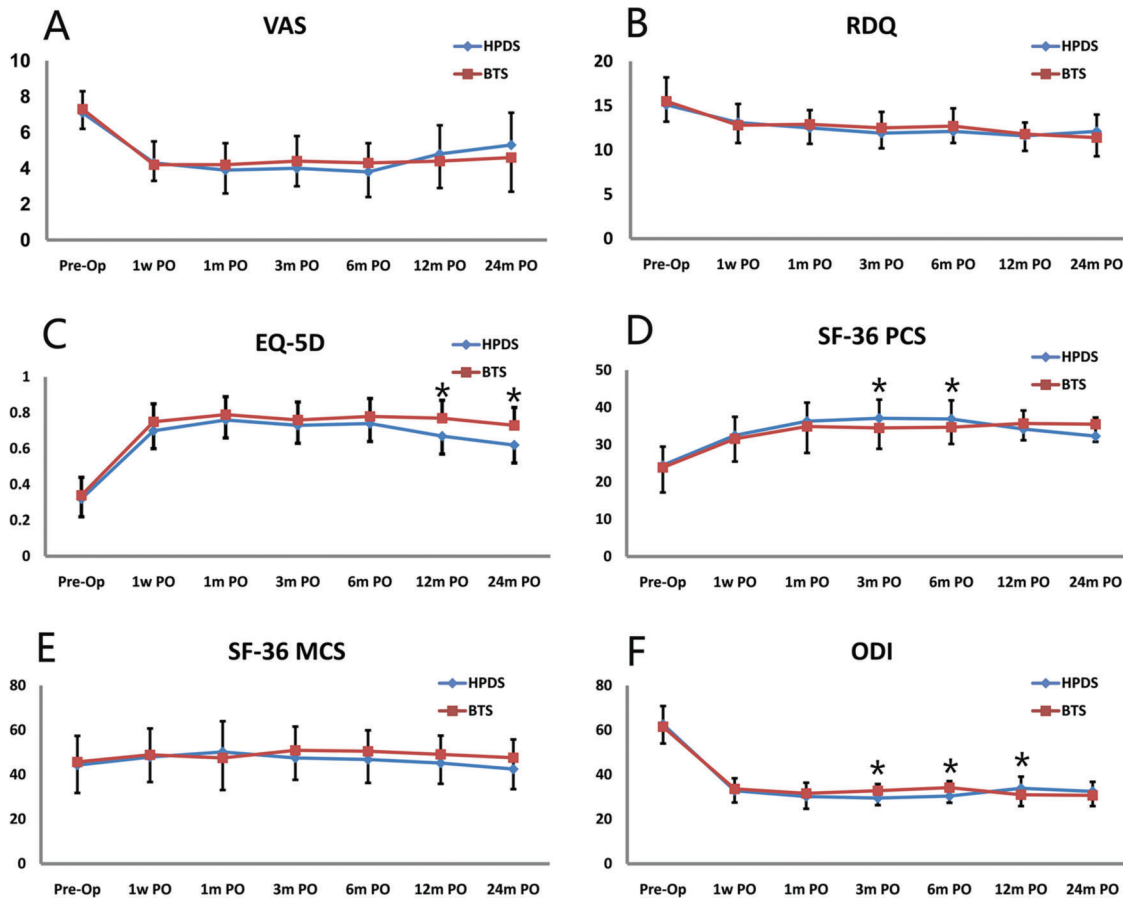 A
VAS
HPDS
BTS
10
8
6
4
2
0
Pre-Op 1w PO 1m PO 3m PO 6m PO 12m PO 24m PO
B
RDQ
HPDS
BTS
20
15
10
5
0
Pre-Op 1w PO 1m PO 3m PO 6m PO 12m PO 24m PO
C
EQ-5D
HPDS
BTS
1
0.8
0.6
0.4
0.2
0
* *
Pre-Op 1w PO 1m PO 3m PO 6m PO 12m PO 24m PO
D
SF-36 PCS
HPDS
BTS
50
40
30
20
10
0
* *
Pre-Op 1w PO 1m PO 3m PO 6m PO 12m PO 24m PO
E
SF-36 MCS
HPDS
BTS
80
60
40
20
0
Pre-Op 1w PO 1m PO 3m PO 6m PO 12m PO 24m PO
F
ODI
HPDS
BTS
80
60
40
20
0
* * *
Pre-Op 1w PO 1m PO 3m PO 6m PO 12m PO 24m PO